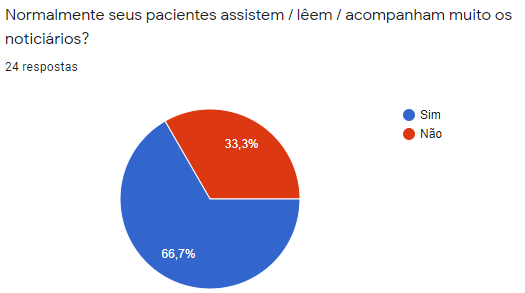 Normalmente seus pacientes assistem / lêem / acompanham muito os
noticiários?
24 respostas
Sim
Não
33,3%
66,7%